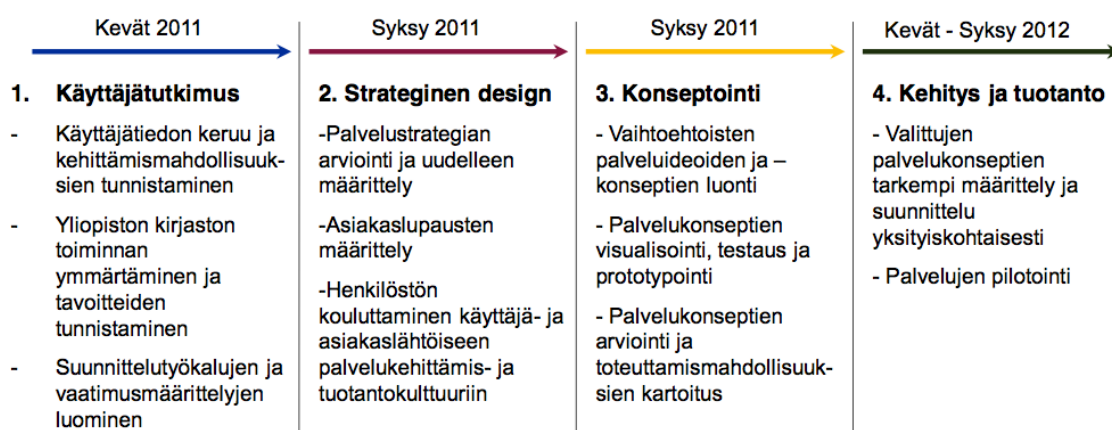 Kevät 2011
1. Käyttäjätutkimus
- Käyttäjätiedon keruu ja
kehittämismahdollisuuk-
sien tunnistaminen
- Yliopiston kirjaston
toiminnan
ymmärtäminen ja
tavoitteiden
tunnistaminen
- Suunnittelutyökalujen ja
vaatimusmäärittelyjen
luominen
Syksy 2011
2. Strateginen design
-Palvelustrategian
arviointi ja uudelleen
määrittely
-Asiakaslupausten
määrittely
-Henkilöstön
kouluttaminen käyttäjä- ja
asiakaslähtöiseen
palvelukehittämis- ja
tuotantokulttuuriin
Syksy 2011
3. Konseptointi
- Vaihtoehtoisten
palveluideoiden ja –
konseptien luonti
- Palvelukonseptien
visualisointi, testaus ja
prototypointi
- Palvelukonseptien
arviointi ja
toteuttamismahdollisuuk-
sien kartoitus
Kevät - Syksy 2012
4. Kehitys ja tuotanto
- Valittujen
palvelukonseptien
tarkempi määrittely ja
suunnittelu
yksityiskohtaisesti
- Palvelujen pilotointi